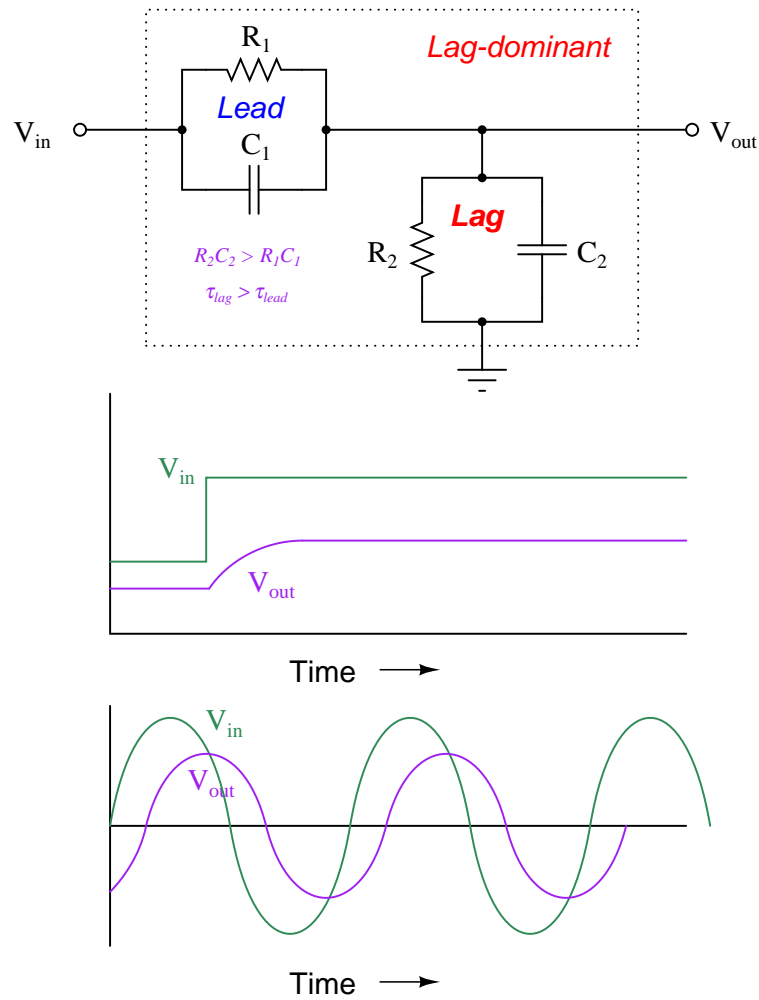 R1
Lag-dominant
Lead
Vin
C1
Vout
Lag
R2
C2
R2C2 > R1C1
τlag > τlead
Vin
Vout
Time
Vin
Vout
Time